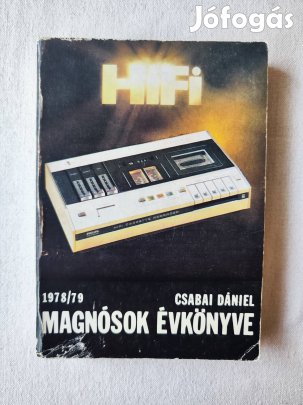 Jófogás
HiFi
1978/79
CSABAI DÁNIEL
MAGNÓSOK ÉVKÖNYVE